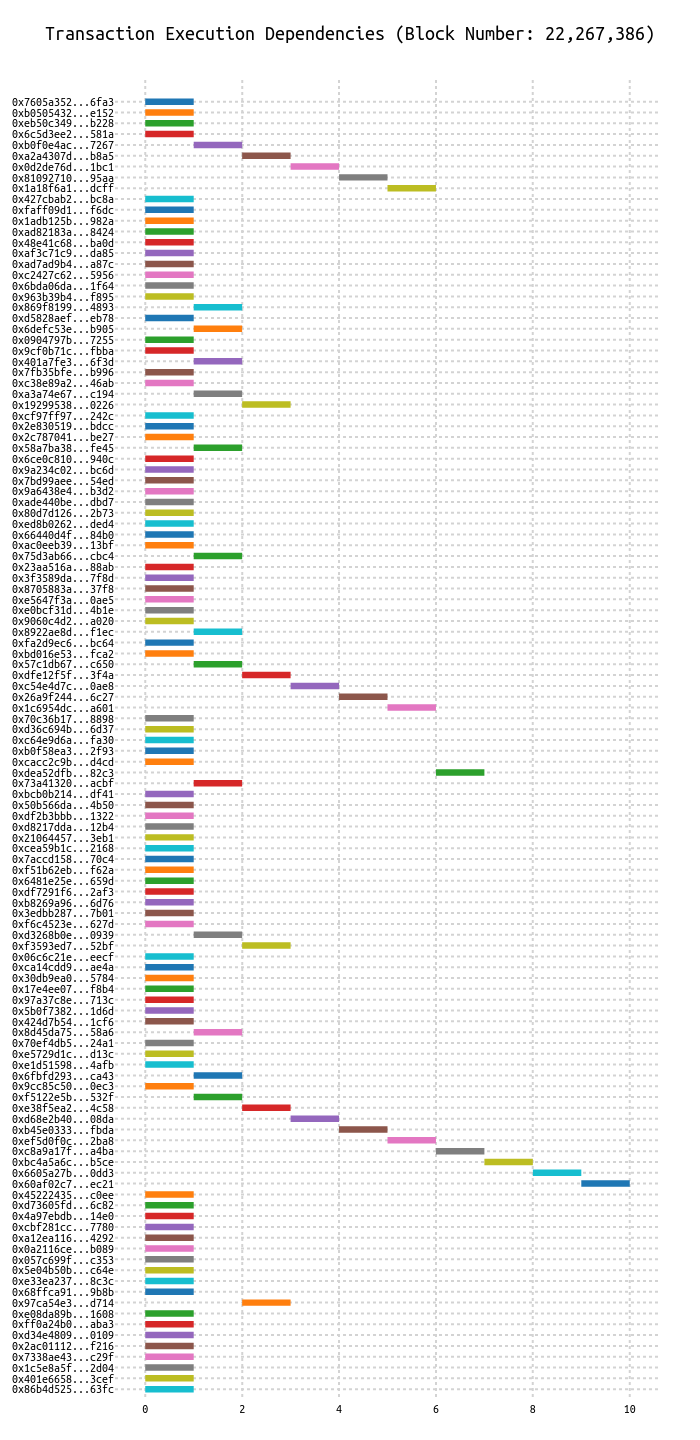 Transaction Execution Dependencies (Block Number: 22,267,386)
0x7605a352...6fa3
0xb0505432...e152
0xeb50c349...b228
0x6c5d3ee2...581a
0xb0f0e4ac...7267
0xa2a4307d...b8a5
0x0d2de76d...1bc1
0x81092710...95aa
0x1a18f6a1...dcff
0x427cbab2...bc8a
0xfaff09d1...f6dc
0x1adb125b...982a
0xad82183a...8424
0x48e41c68...ba0d
0xaf3c71c9...da85
0xad7ad9b4...a87c
0xc2427c62...5956
0x6bda06da...1f64
0x963b39b4...f895
0x869f8199...4893
0xd5828aef...eb78
0x6defc53e...b905
0x0904797b...7255
0x9cf0b71c...fbba
0x401a7fe3...6f3d
0x7fb35bfe...b996
0xc38e89a2...46ab
0xa3a74e67...c194
0x19299538...0226
0xcf97ff97...242c
0x2e830519...bdcc
0x2c787041...be27
0x58a7ba38...fe45
0x6ce0c810...940c
0x9a234c02...bc6d
0x7bd99aee...54ed
0x9a6438e4...b3d2
0xade440be...dbd7
0x80d7d126...2b73
0xed8b0262...ded4
0x66440d4f...84b0
0xac0eeb39...13bf
0x75d3ab66...cbc4
0x23aa516a...88ab
0x3f3589da...7f8d
0x8705883a...37f8
0xe5647f3a...0ae5
0xe0bcf31d...4b1e
0x9060c4d2...a020
0x8922ae8d...f1ec
0xfa2d9ec6...bc64
0xbd016e53...fca2
0x57c1db67...c650
0xdfe12f5f...3f4a
0xc54e4d7c...0ae8
0x26a9f244...6c27
0x1c6954dc...a601
0x70c36b17...8898
0xd36c694b...6d37
0xc64e9d6a...fa30
0xb0f58ea3...2f93
0xcacc2c9b...d4cd
0xdea52dfb...82c3
0x73a41320...acbf
0xbcb0b214...df41
0x50b566da...4b50
0xdf2b3bbb...1322
0xd8217dda...12b4
0x21064457...3eb1
0xcea59b1c...2168
0x7accd158...70c4
0xf51b62eb...f62a
0x6481e25e...659d
0xdf7291f6...2af3
0xb8269a96...6d76
0x3edbb287...7b01
0xf6c4523e...627d
0xd3268b0e...0939
0xf3593ed7...52bf
0x06c6c21e...eecf
0xca14cdd9...ae4a
0x30db9ea0...5784
0x17e4ee07...f8b4
0x97a37c8e...713c
0x5b0f7382...1d6d
0x424d7b54...1cf6
0x8d45da75...58a6
0x70ef4db5...24a1
0xe5729d1c...d13c
0xe1d51598...4afb
0x6fbfd293...ca43
0x9cc85c50...0ec3
0xf5122e5b...532f
0xe38f5ea2...4c58
0xd68e2b40...08da
0xb45e0333...fbda
0xef5d0f0c...2ba8
0xc8a9a17f...a4ba
0xbc4a5a6c...b5ce
0x6605a27b...0dd3
0x60af02c7...ec21
0x45222435...c0ee
0xd73605fd...6c82
0x4a97ebdb...14e0
0xcbf281cc...7780
0xa12ea116...4292
0x0a2116ce...b089
0x057c699f...c353
0x5e04b50b...c64e
0xe33ea237...8c3c
0x68ffca91...9b8b
0x97ca54e3...d714
0xe08da89b...1608
0xff0a24b0...aba3
0xd34e4809...0109
0x2ac01112...f216
0x7338ae43...c29f
0x1c5e8a5f...2d04
0x401e6658...3cef
0x86b4d525...63fc
0 2 4 6 8 10